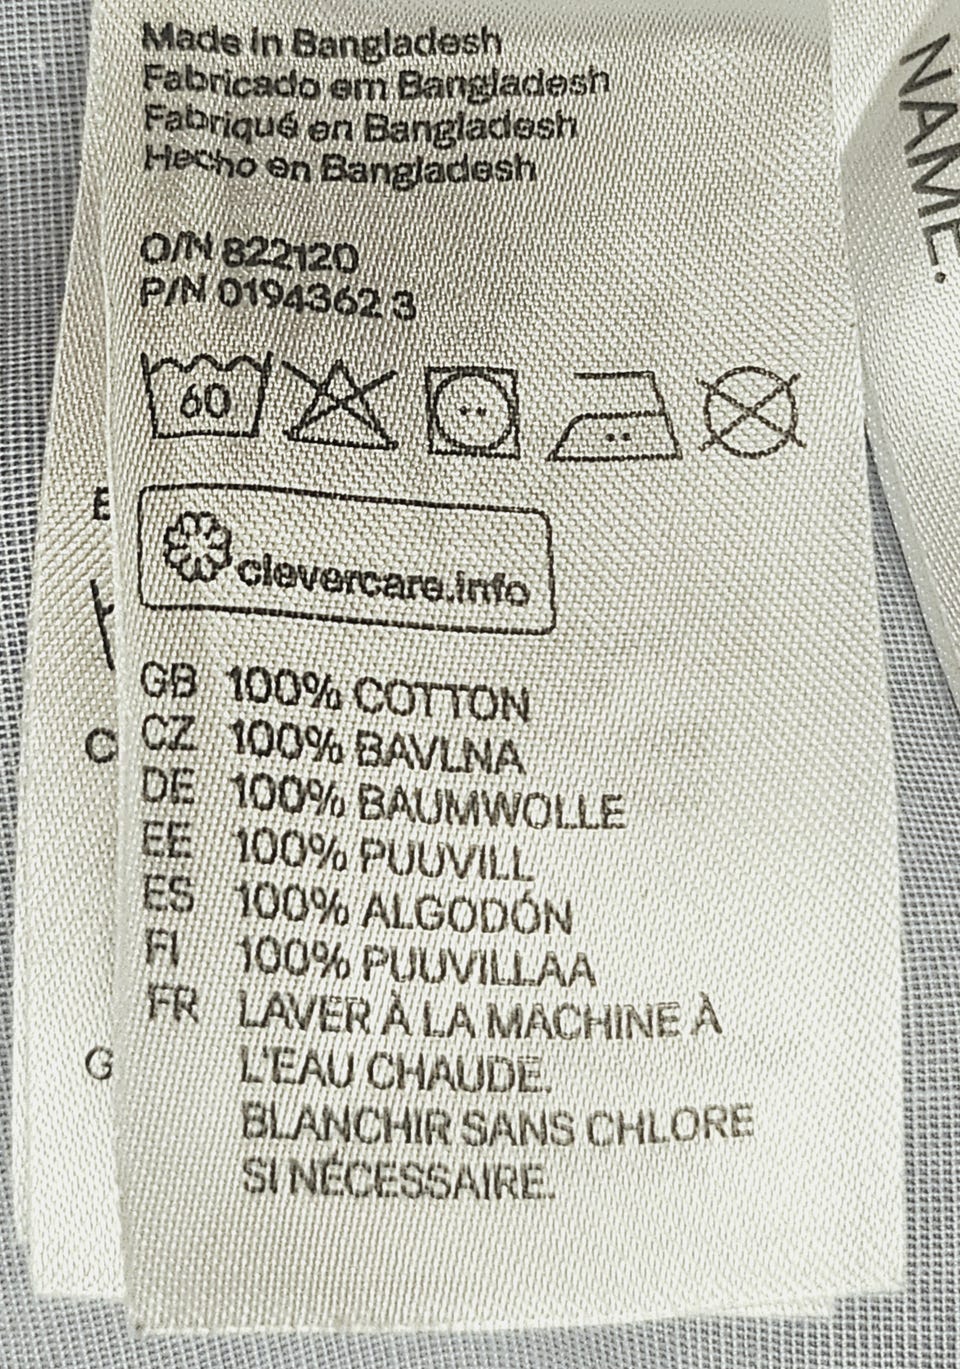 Made in Bangladesh
Fabricado em Bangladesh
Fabriqué en Bangladesh
Hecho en Bangladesh
O/N 822120
P/N 0194362 3
60
clevercare.info
GB 100% COTTON
CZ 100% BAVLNA
DE 100% BAUMWOLLE
EE 100% PUUVILL
ES 100% ALGODÓN
FI 100% PUUVILLAA
FR LAVER À LA MACHINE À
L'EAU CHAUDE.
BLANCHIR SANS CHLORE
SI NÉCESSAIRE.
NAME.